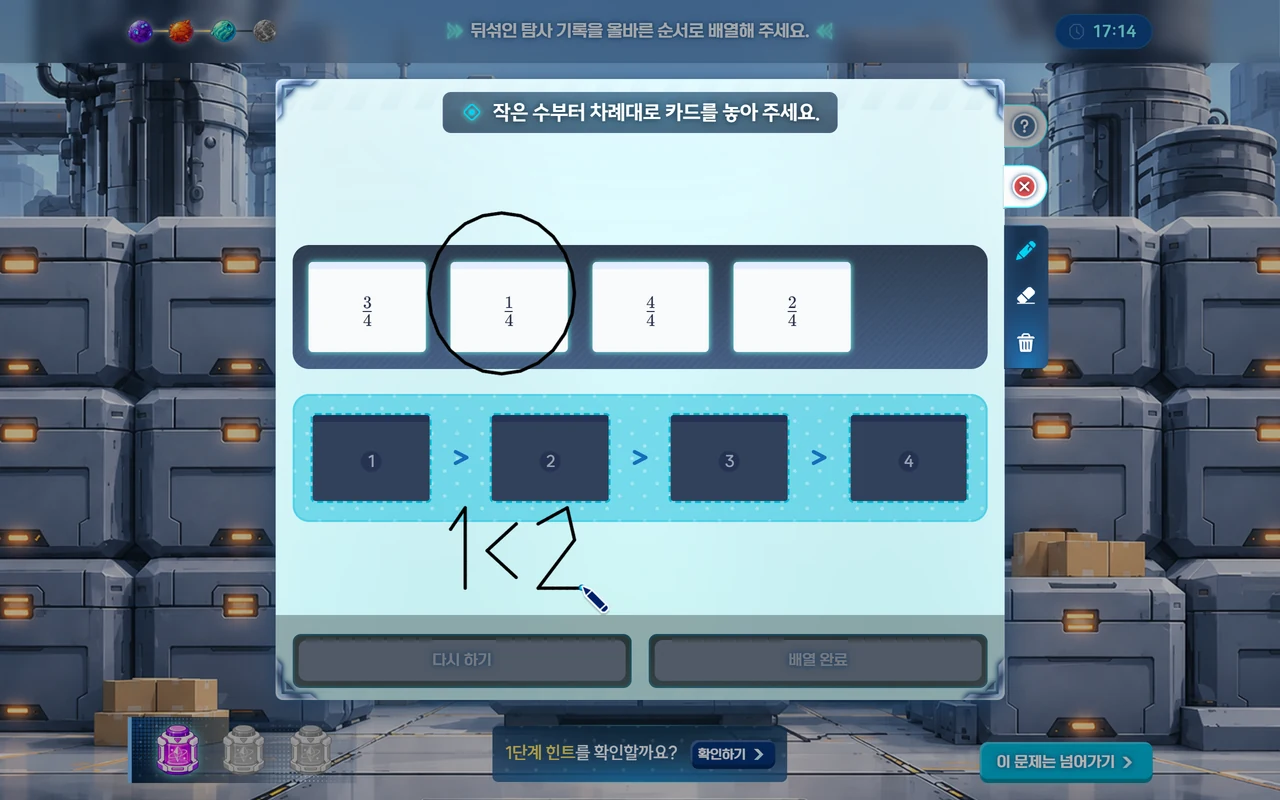 뒤섞인 탐사 기록을 올바른 순서로 배열해 주세요.
17:14
작은 수부터 차례대로 카드를 놓아 주세요.
?
3/4 1/4 4/4 2/4
1 > 2 > 3 > 4
1<2
다시 하기 배열 완료
1단계 힌트를 확인할까요? 확인하기 >
이 문제는 넘어가기 >